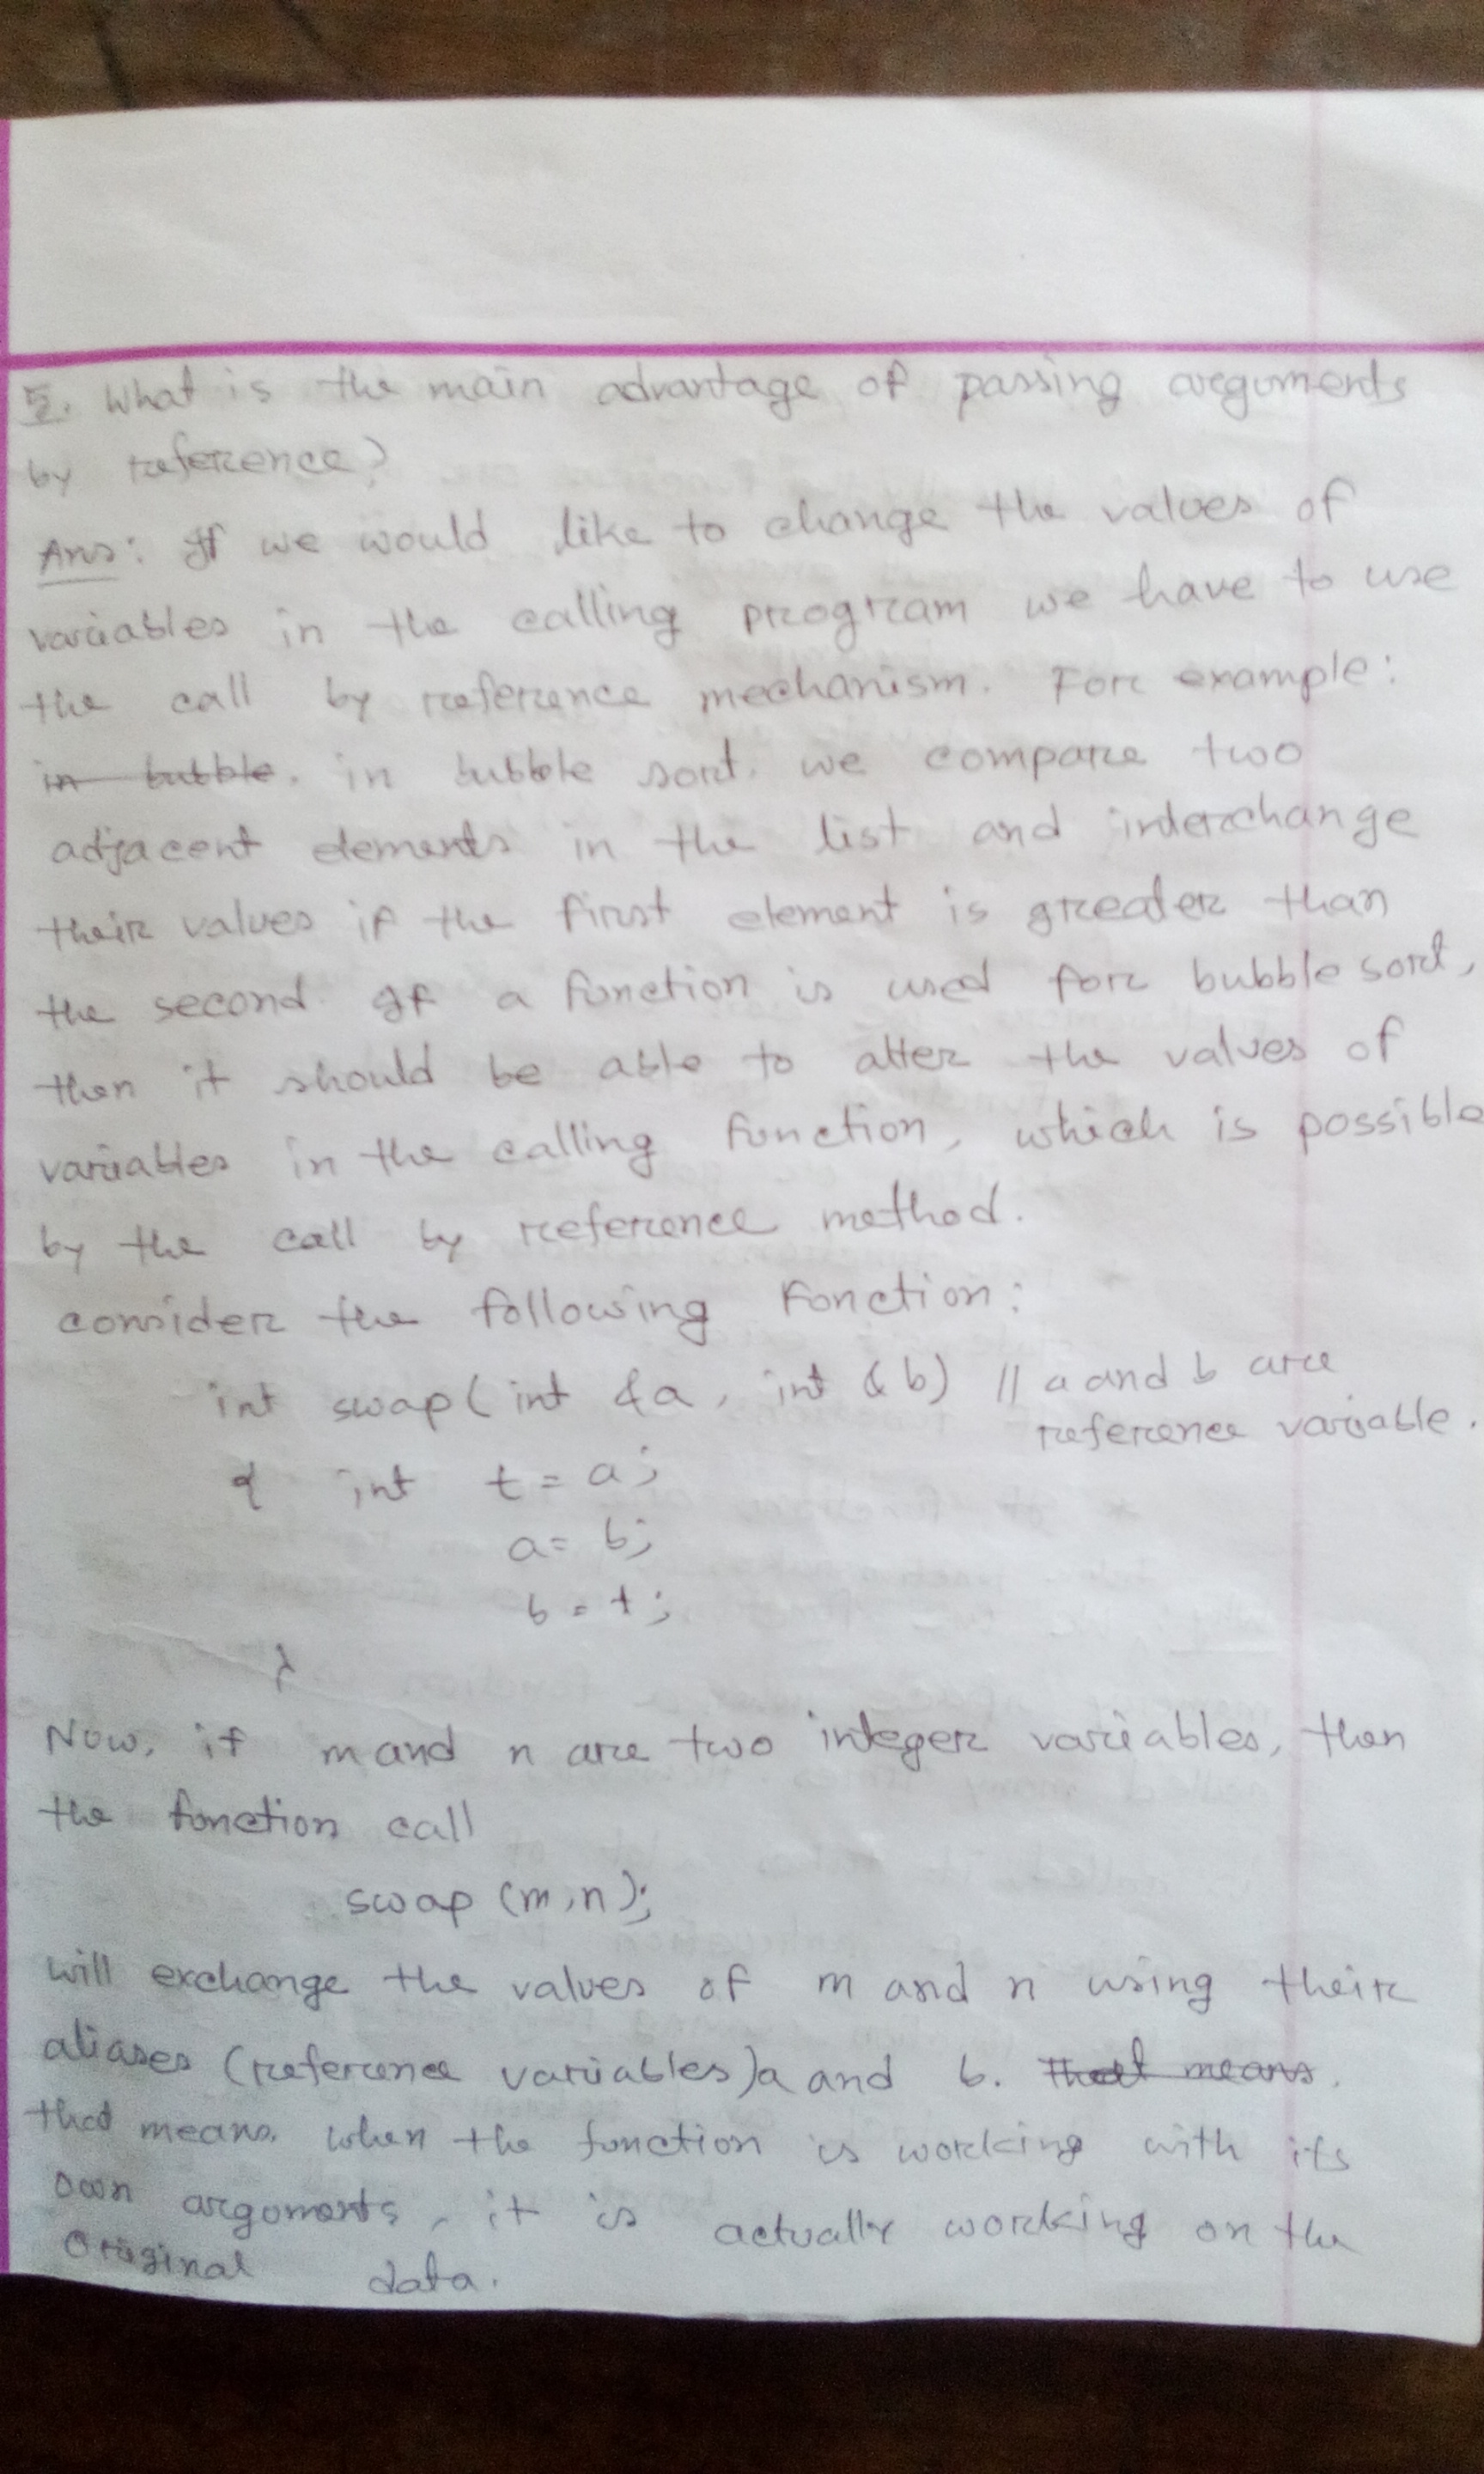 5. What is the main advantage of passing arguments
by reference?
Ans: If we would like to change the values of
variables in the calling program we have to use
the call by reference mechanism. For example:
in bubble. in bubble sort. we compare two
adjacent elements in the list and interchange
their values if the first element is greater than
the second. If a function is used for bubble sort,
then it should be able to alter the values of
variables in the calling function, which is possible
by the call by reference method.
consider the following Function:
int swap(int &a, int &b) // a and b are
reference variable.
{ int t = a;
a = b;
b = t;
}
Now, if m and n are two integer variables, then
the function call
swap (m,n);
will exchange the values of m and n using their
aliases (reference variables) a and b. that means.
that means, when the function is working with its
own arguments, it is actually working on the
original data.